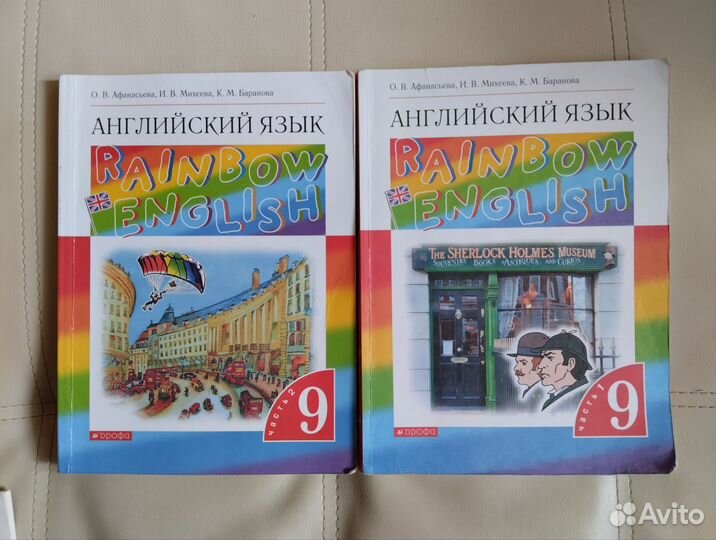 О. В. Афанасьева, И. В. Михеева, К. М. Баранова
АНГЛИЙСКИЙ ЯЗЫК
RAINBOW
ENGLISH
часть 2
9
ДРОФА
О. В. Афанасьева, И. В. Михеева, К. М. Баранова
АНГЛИЙСКИЙ ЯЗЫК
RAINBOW
ENGLISH
THE SHERLOCK HOLMES MUSEUM
SOUVENIRS BOOKS ANTIQUES AND CURIOS
часть 1
9
ДРОФА
Avito